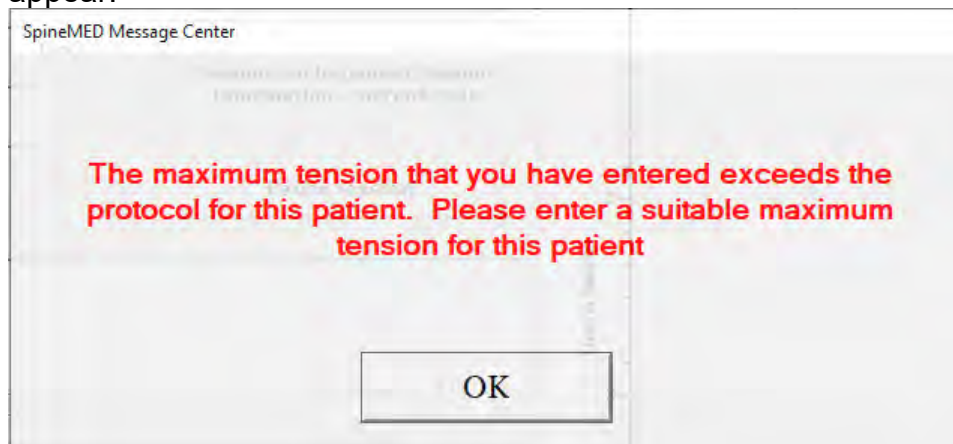 appear:
SpineMED Message Center
The maximum tension that you have entered exceeds the
protocol for this patient.  Please enter a suitable maximum
tension for this patient
OK